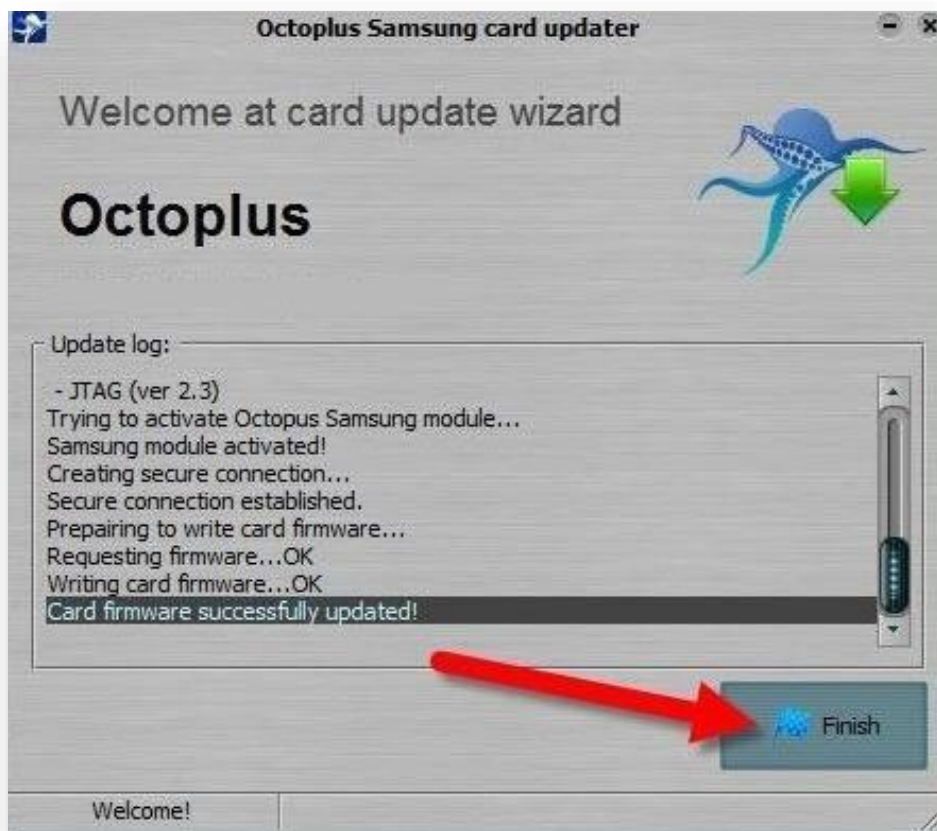 Octoplus Samsung card updater
Welcome at card update wizard
Octoplus
Update log:
- JTAG (ver 2.3)
Trying to activate Octopus Samsung module...
Samsung module activated!
Creating secure connection...
Secure connection established.
Preparing to write card firmware...
Requesting firmware...OK
Writing card firmware...OK
Card firmware successfully updated!
Finish
Welcome!